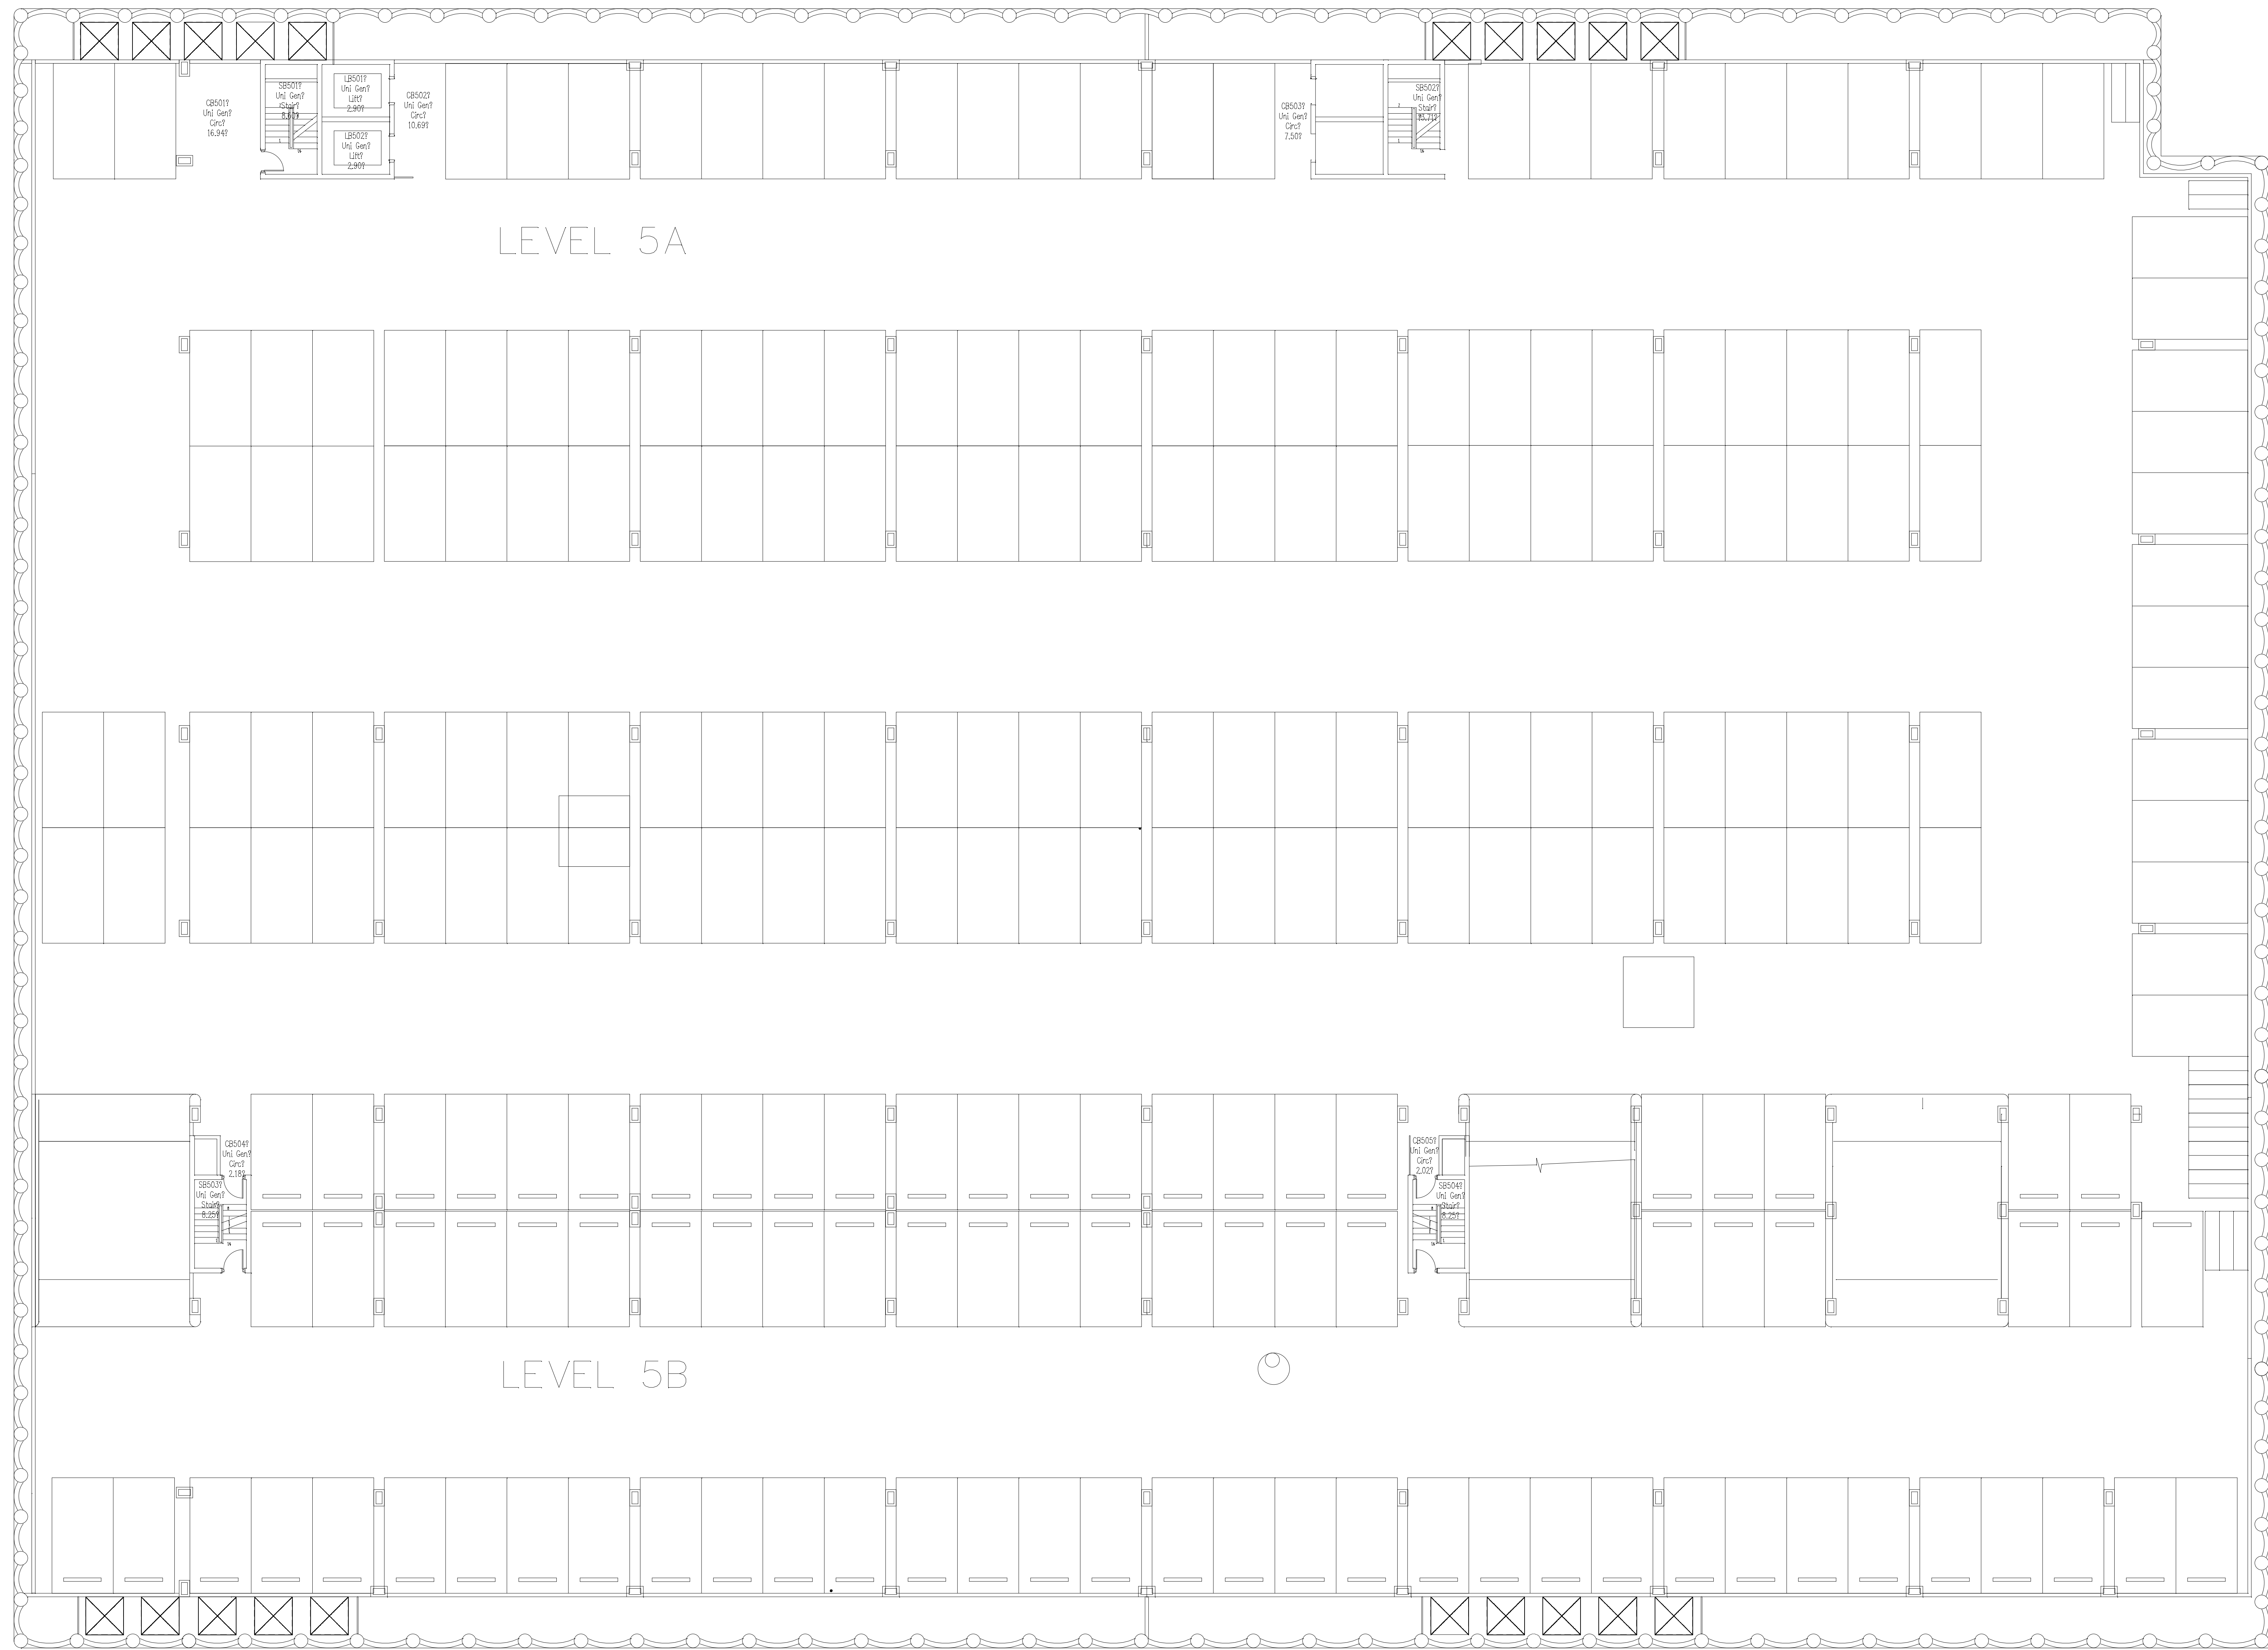 CB501?
Uni Gen?
Circ?
16.94?
SB501?
Uni Gen?
Stair?
LB501?
Uni Gen?
Lift?
2.90?
LB502?
Uni Gen?
Lift?
2.90?
CB502?
Uni Gen?
Circ?
10.69?
CB503?
Uni Gen?
Circ?
7.50?
SB502?
Uni Gen?
Stair?
LEVEL 5A
CB504?
Uni Gen?
Circ?
2.18?
SB503?
Uni Gen?
Stair?
8.25?
CB505?
Uni Gen?
Circ?
2.02?
SB504?
Uni Gen?
Stair?
8.25?
LEVEL 5B